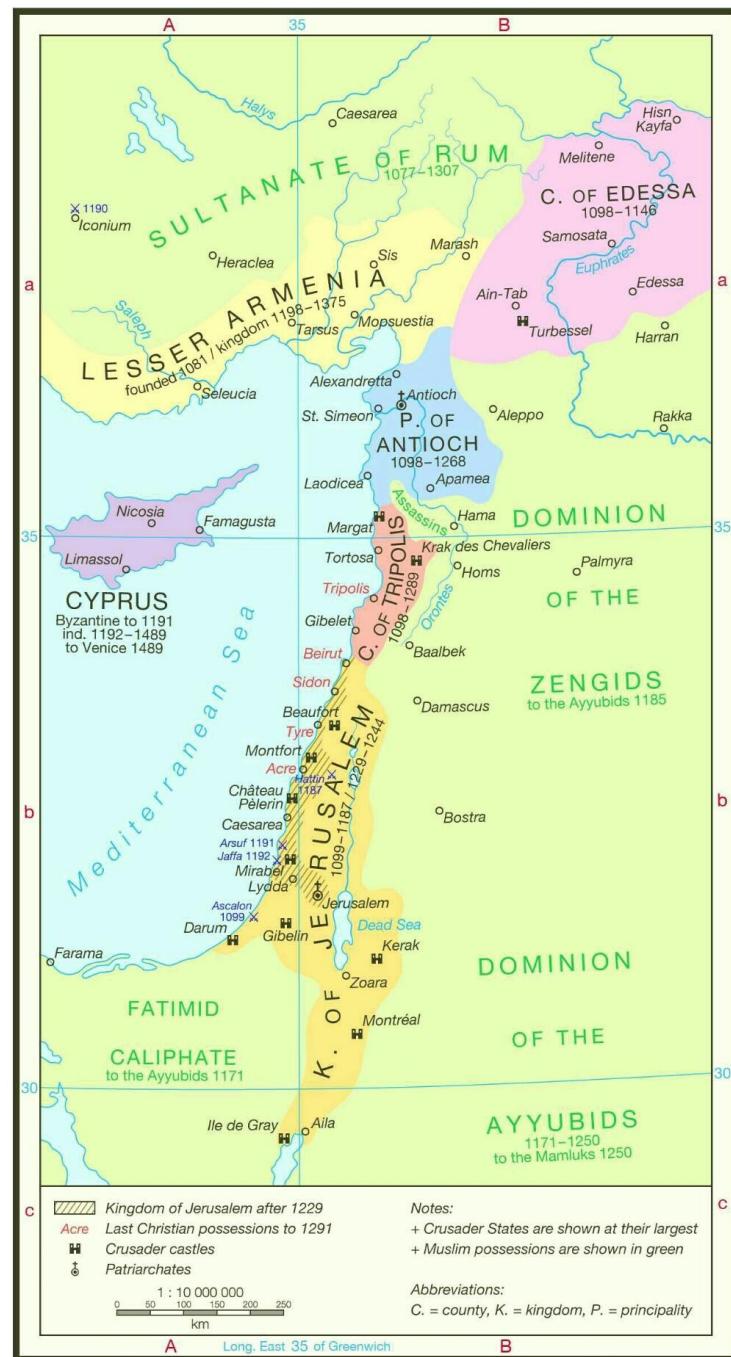 A
35
B
Halys
Caesarea
Hisn
Kayfa
Melitene
SULTANATE OF RUM
1077–1307
C. OF EDESSA
1098–1146
1190
Iconium
Samosata
Marash
Euphrates
Heraclea
Sis
a
a
Edessa
Ain-Tab
Saleph
LESSER ARMENIA
founded 1081 / kingdom 1198–1375
Tarsus
Mopsuestia
Turbessel
Harran
Alexandretta
Seleucia
Antioch
St. Simeon
Aleppo
P. OF
ANTIOCH
1098–1268
Rakka
Laodicea
Apamea
Assassins
Nicosia
Famagusta
Margat
Hama
DOMINION
35
35
Limassol
Tortosa
Krak des Chevaliers
Homs
Palmyra
CYPRUS
Byzantine to 1191
ind. 1192–1489
to Venice 1489
Tripolis
C. OF TRIPOLIS
1098–1289
OF THE
Orontes
Gibelet
Beirut
Baalbek
Mediterranean Sea
Sidon
ZENGIDS
to the Ayyubids 1185
Damascus
Beaufort
Tyre
Montfort
Acre
Hattin
1187
K. OF JERUSALEM
1099–1187 / 1229–1244
Château
Pèlerin
b
b
Caesarea
Bostra
Arsuf 1191
Jaffa 1192
Mirabel
Lydda
Jerusalem
Ascalon
1099
Dead Sea
Darum
Gibelin
Kerak
Farama
DOMINION
Zoara
FATIMID
Montréal
OF THE
CALIPHATE
to the Ayyubids 1171
30
30
Ile de Gray
Aila
AYYUBIDS
1171–1250
to the Mamluks 1250
c
c
Kingdom of Jerusalem after 1229
Acre Last Christian possessions to 1291
Crusader castles
Patriarchates
1 : 10 000 000
0 50 100 150 200 250
km
Notes:
+ Crusader States are shown at their largest
+ Muslim possessions are shown in green
Abbreviations:
C. = county, K. = kingdom, P. = principality
A
Long. East 35 of Greenwich
B